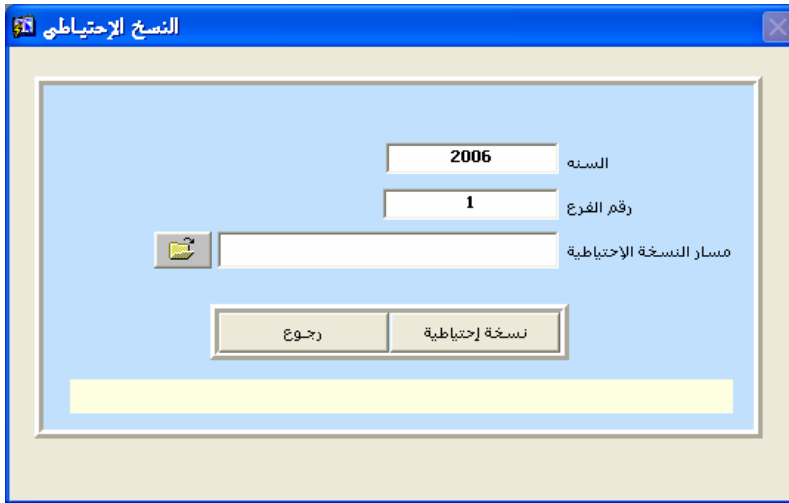 النسخ الإحتياطي
السنه 2006
رقم الفرع 1
مسار النسخة الإحتياطية
نسخة إحتياطية رجوع